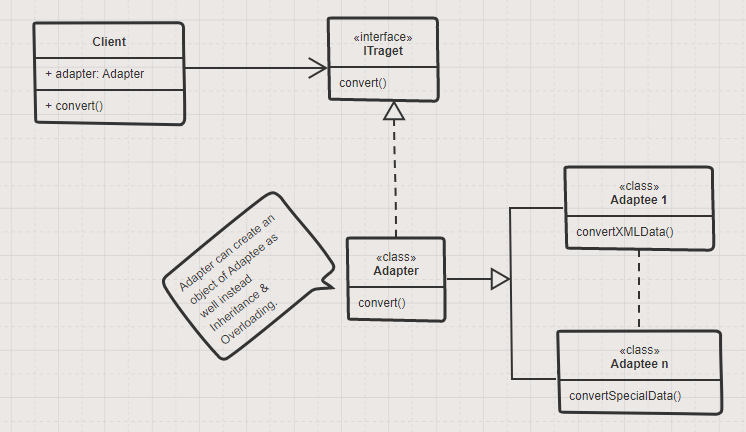 Client
+ adapter: Adapter
+ convert()
«interface»
ITraget
convert()
«class»
Adapter
convert()
Adapter can create an
object of Adaptee as
well instead
Inheritance &
Overloading.
«class»
Adaptee 1
convertXMLData()
«class»
Adaptee n
convertSpecialData()